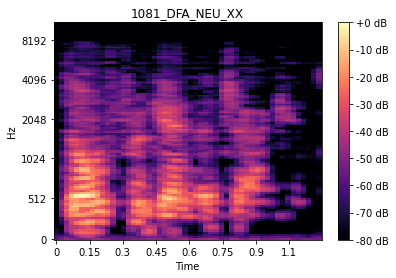 1081_DFA_NEU_XX
+0 dB
8192
-10 dB
4096
-20 dB
-30 dB
2048
Hz
-40 dB
1024
-50 dB
512
-60 dB
-70 dB
0
-80 dB
0 0.15 0.3 0.45 0.6 0.75 0.9 1.1
Time